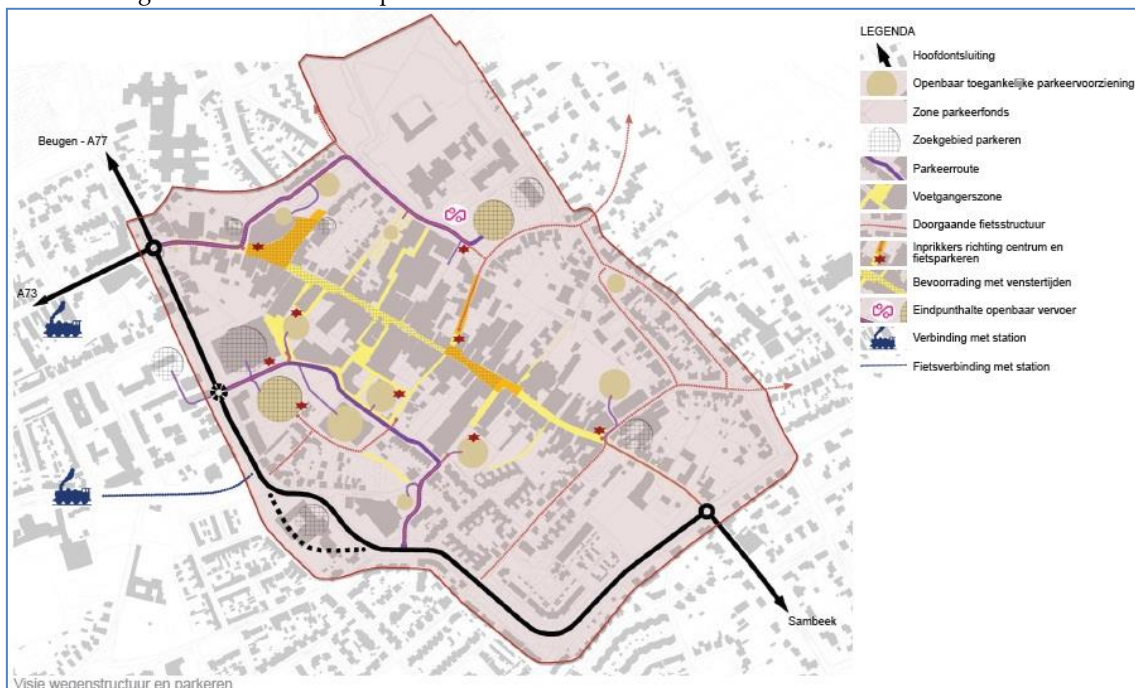 Beugen - A77
A73
Sambeek
LEGENDA
Hoofdontsluiting
Openbaar toegankelijke parkeervoorziening
Zone parkeerfonds
Zoekgebied parkeren
Parkeerroute
Voetgangerszone
Doorgaande fietsstructuur
Inprikkers richting centrum en
fietsparkeren
Bevoorrading met venstertijden
Eindpunthalte openbaar vervoer
Verbinding met station
Fietsverbinding met station
Visie wegenstructuur en parkeren